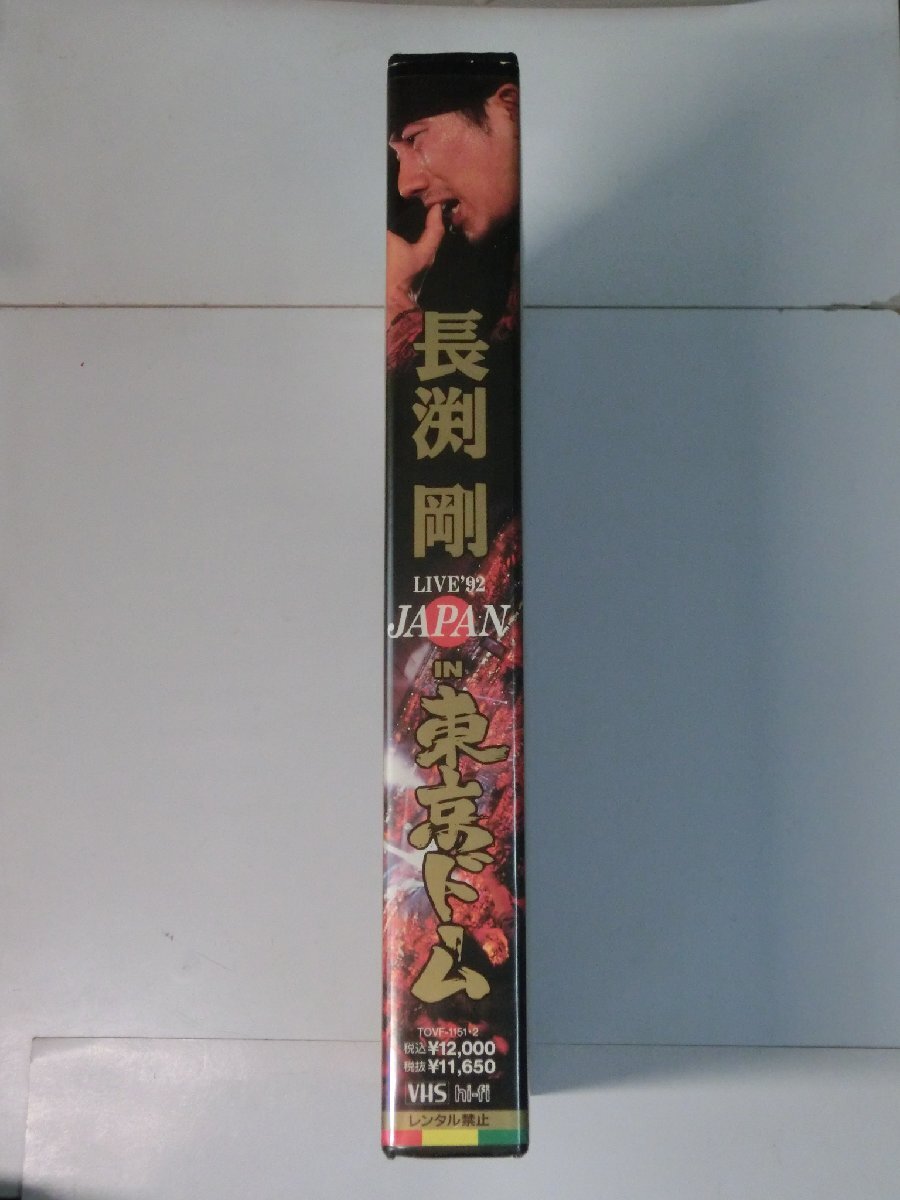 長渕 剛
LIVE'92
JAPAN
IN
東京ドーム
TOVF-1151・2
税込¥12,000
税抜¥11,650
VHS hi-fi
レンタル禁止